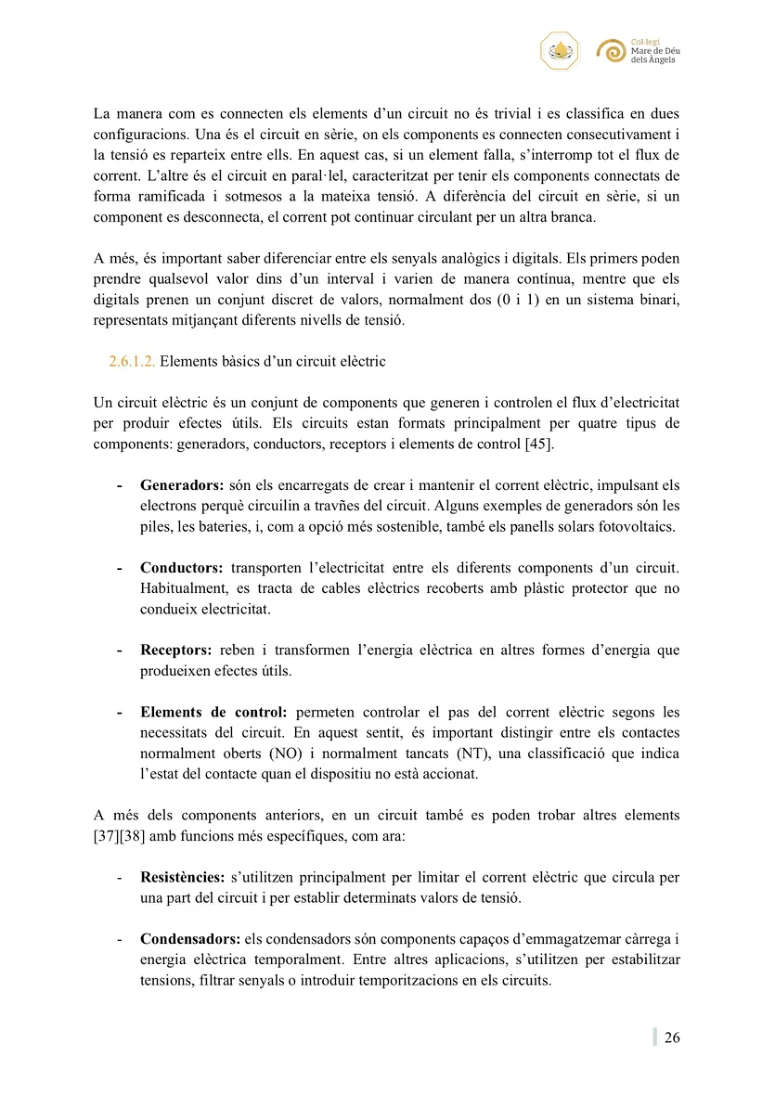 Col·legi
Mare de Déu
dels Àngels
La manera com es connecten els elements d’un circuit no és trivial i es classifica en dues
configuracions. Una és el circuit en sèrie, on els components es connecten consecutivament i
la tensió es reparteix entre ells. En aquest cas, si un element falla, s’interromp tot el flux de
corrent. L’altre és el circuit en paral·lel, caracteritzat per tenir els components connectats de
forma ramificada i sotmesos a la mateixa tensió. A diferència del circuit en sèrie, si un
component es desconnecta, el corrent pot continuar circulant per un altra branca.
A més, és important saber diferenciar entre els senyals analògics i digitals. Els primers poden
prendre qualsevol valor dins d’un interval i varien de manera contínua, mentre que els
digitals prenen un conjunt discret de valors, normalment dos (0 i 1) en un sistema binari,
representats mitjançant diferents nivells de tensió.
2.6.1.2. Elements bàsics d’un circuit elèctric
Un circuit elèctric és un conjunt de components que generen i controlen el flux d’electricitat
per produir efectes útils. Els circuits estan formats principalment per quatre tipus de
components: generadors, conductors, receptors i elements de control [45].
- Generadors: són els encarregats de crear i mantenir el corrent elèctric, impulsant els
electrons perquè circuilin a travñes del circuit. Alguns exemples de generadors són les
piles, les bateries, i, com a opció més sostenible, també els panells solars fotovoltaics.
- Conductors: transporten l’electricitat entre els diferents components d’un circuit.
Habitualment, es tracta de cables elèctrics recoberts amb plàstic protector que no
condueix electricitat.
- Receptors: reben i transformen l’energia elèctrica en altres formes d’energia que
produeixen efectes útils.
- Elements de control: permeten controlar el pas del corrent elèctric segons les
necessitats del circuit. En aquest sentit, és important distingir entre els contactes
normalment oberts (NO) i normalment tancats (NT), una classificació que indica
l’estat del contacte quan el dispositiu no està accionat.
A més dels components anteriors, en un circuit també es poden trobar altres elements
[37][38] amb funcions més específiques, com ara:
- Resistències: s’utilitzen principalment per limitar el corrent elèctric que circula per
una part del circuit i per establir determinats valors de tensió.
- Condensadors: els condensadors són components capaços d’emmagatzemar càrrega i
energia elèctrica temporalment. Entre altres aplicacions, s’utilitzen per estabilitzar
tensions, filtrar senyals o introduir temporitzacions en els circuits.
26